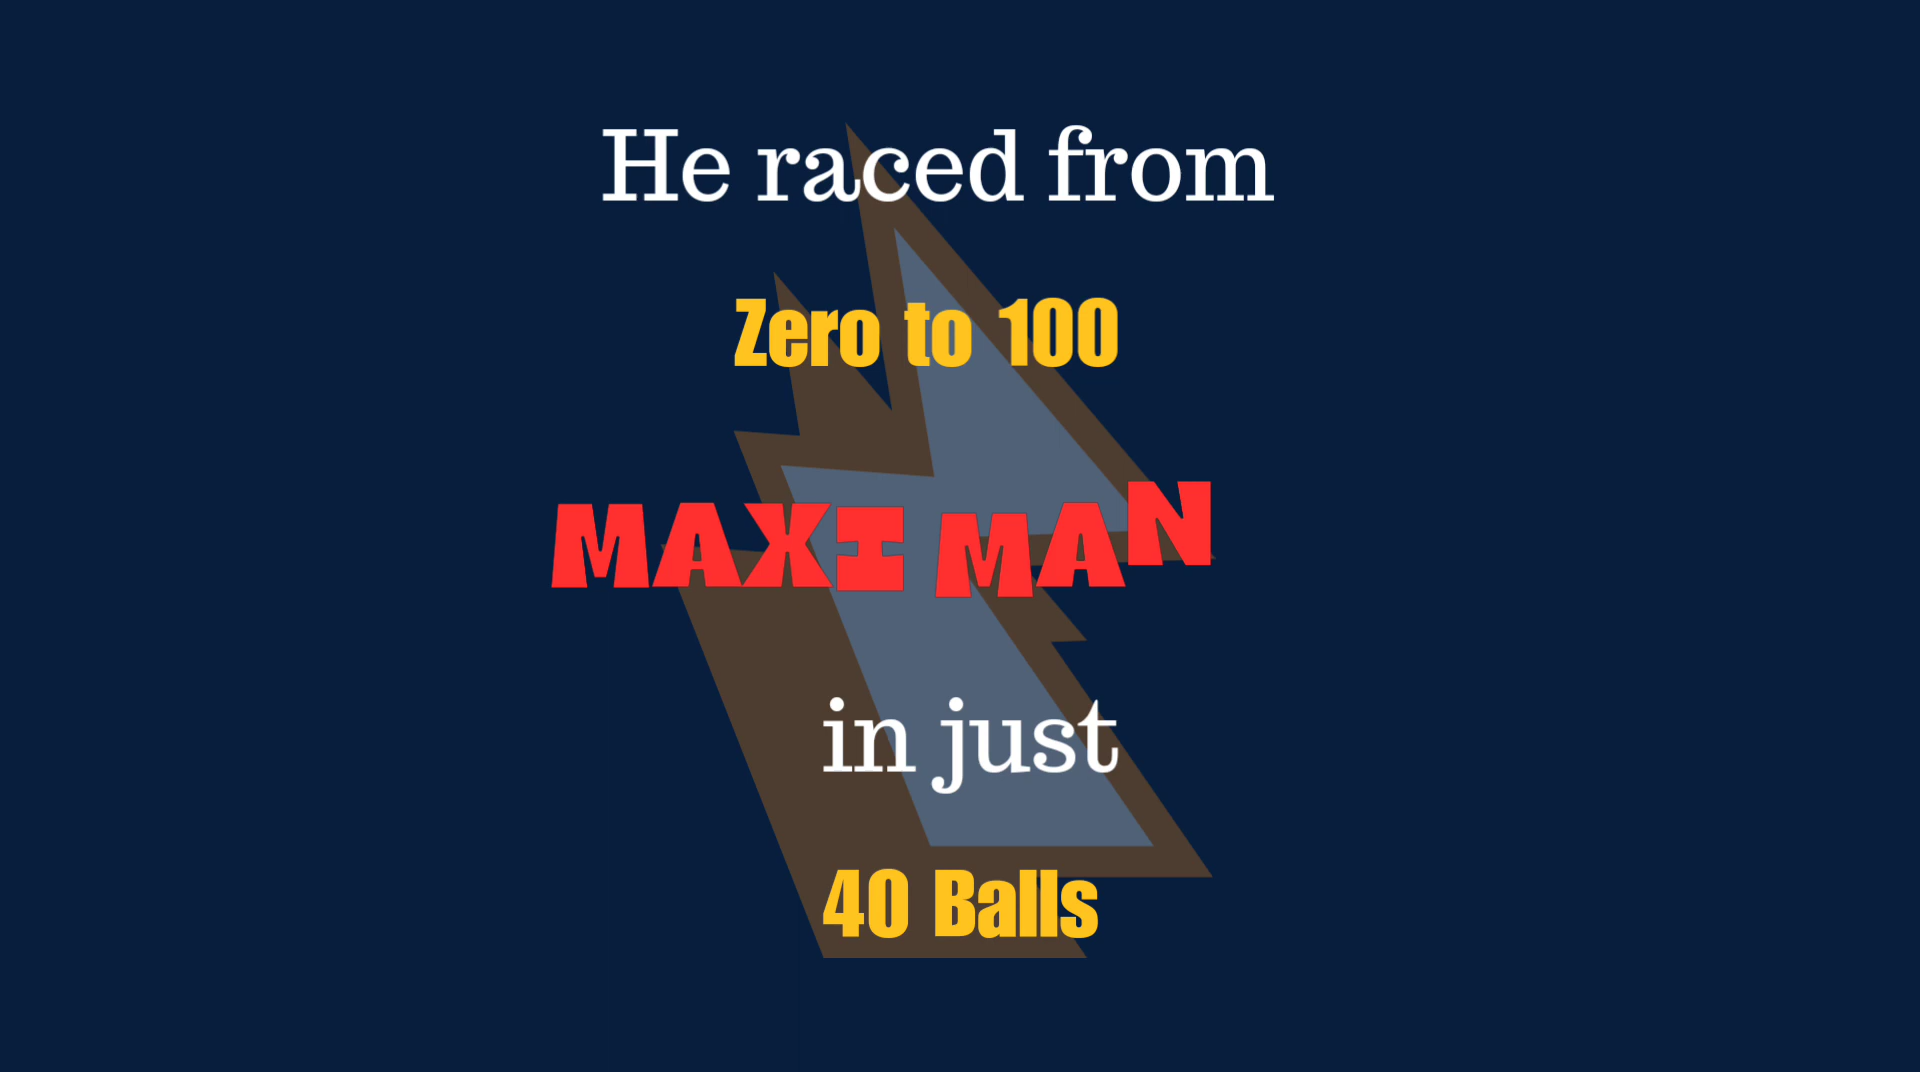 He raced from
Zero to 100
MAXI MAN
in just
40 Balls